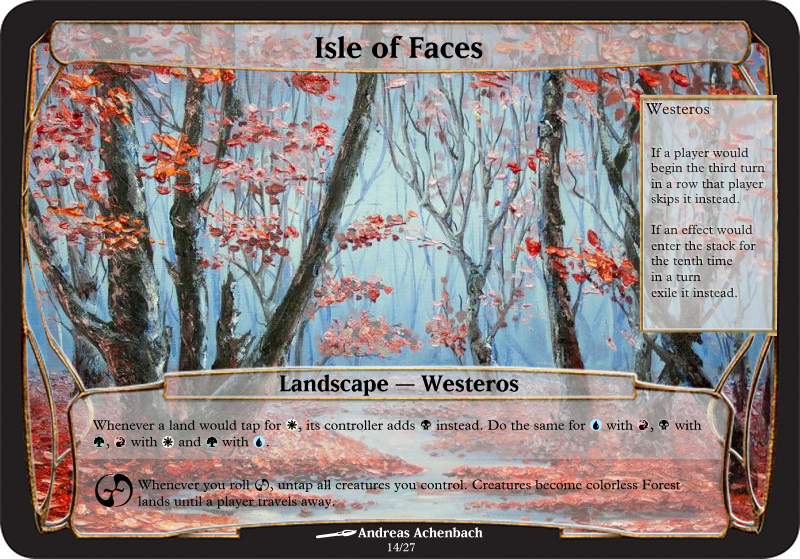 Isle of Faces
Westeros
If a player would
begin the third turn
in a row that player
skips it instead.
If an effect would
enter the stack for
the tenth time
in a turn
exile it instead.
Landscape — Westeros
Whenever a land would tap for , its controller adds instead. Do the same for with , with
, with and with .
Whenever you roll , untap all creatures you control. Creatures become colorless Forest
lands until a player travels away.
Andreas Achenbach
14/27